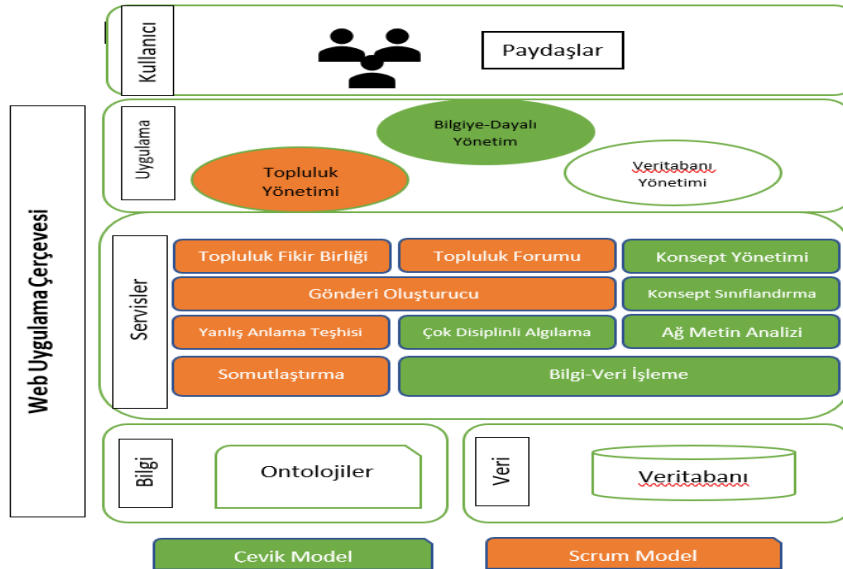 Kullanıcı
Paydaşlar
Web Uygulama Çerçevesi
Uygulama
Bilgiye-Dayalı
Yönetim
Topluluk
Yönetimi
Veritabanı
Yönetimi
Servisler
Topluluk Fikir Birliği
Topluluk Forumu
Konsept Yönetimi
Gönderi Oluşturucu
Konsept Sınıflandırma
Yanlış Anlama Teşhisi
Çok Disiplinli Algılama
Ağ Metin Analizi
Somutlaştırma
Bilgi-Veri İşleme
Bilgi
Ontolojiler
Veri
Veritabanı
Çevik Model
Scrum Model